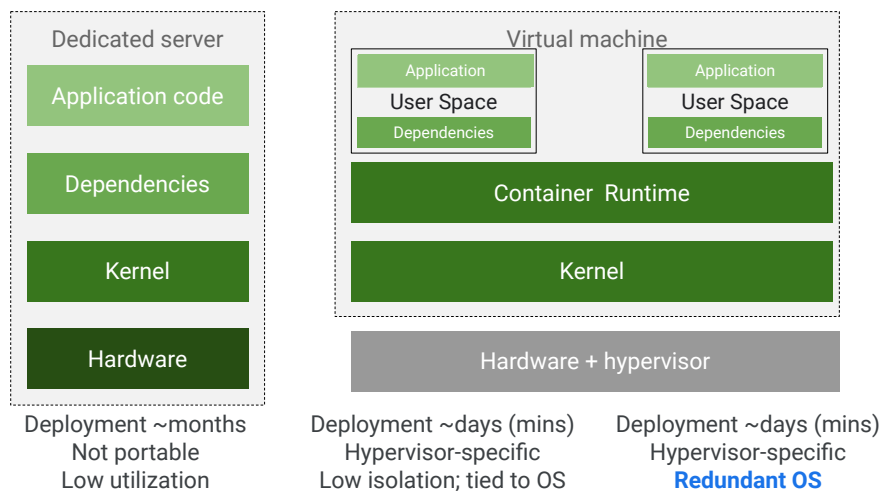 Dedicated server
Application code
Dependencies
Kernel
Hardware
Deployment ~months
Not portable
Low utilization
Virtual machine
Application
User Space
Dependencies
Application
User Space
Dependencies
Container Runtime
Kernel
Hardware + hypervisor
Deployment ~days (mins)
Hypervisor-specific
Low isolation; tied to OS
Deployment ~days (mins)
Hypervisor-specific
Redundant OS